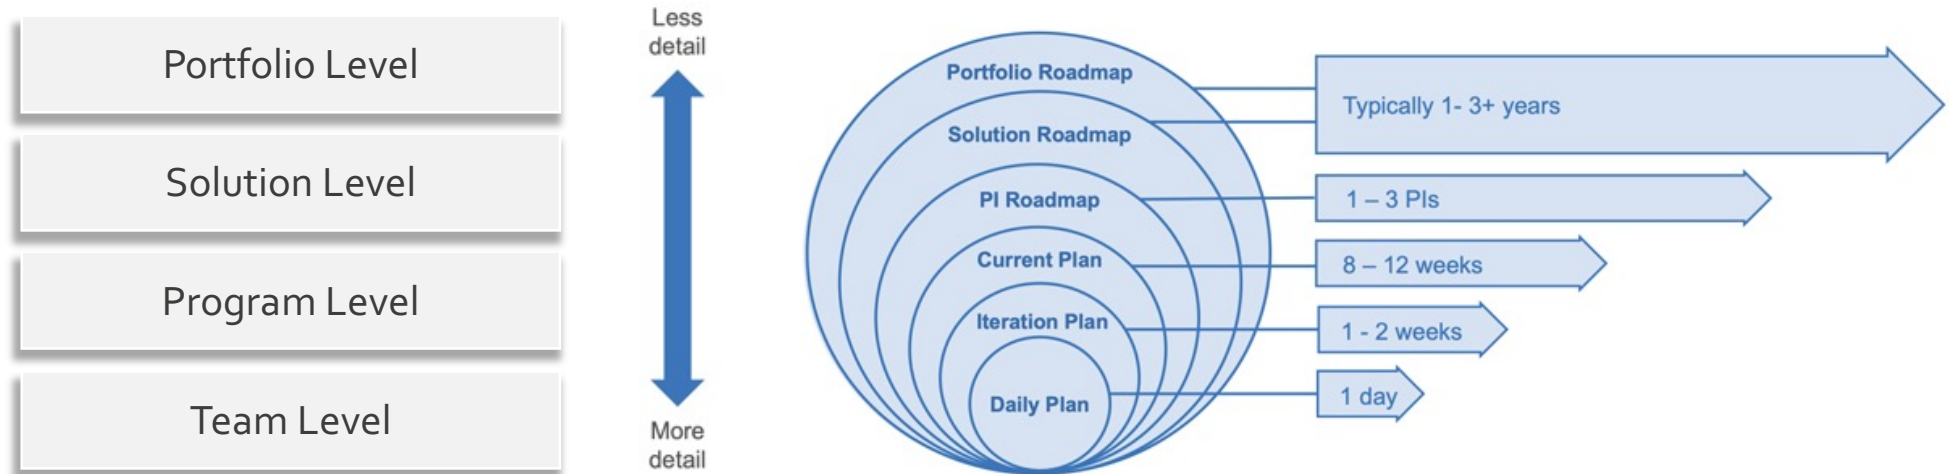 Portfolio Level
Solution Level
Program Level
Team Level
Less
detail
More
detail
Portfolio Roadmap
Solution Roadmap
PI Roadmap
Current Plan
Iteration Plan
Daily Plan
Typically 1- 3+ years
1 – 3 PIs
8 – 12 weeks
1 - 2 weeks
1 day